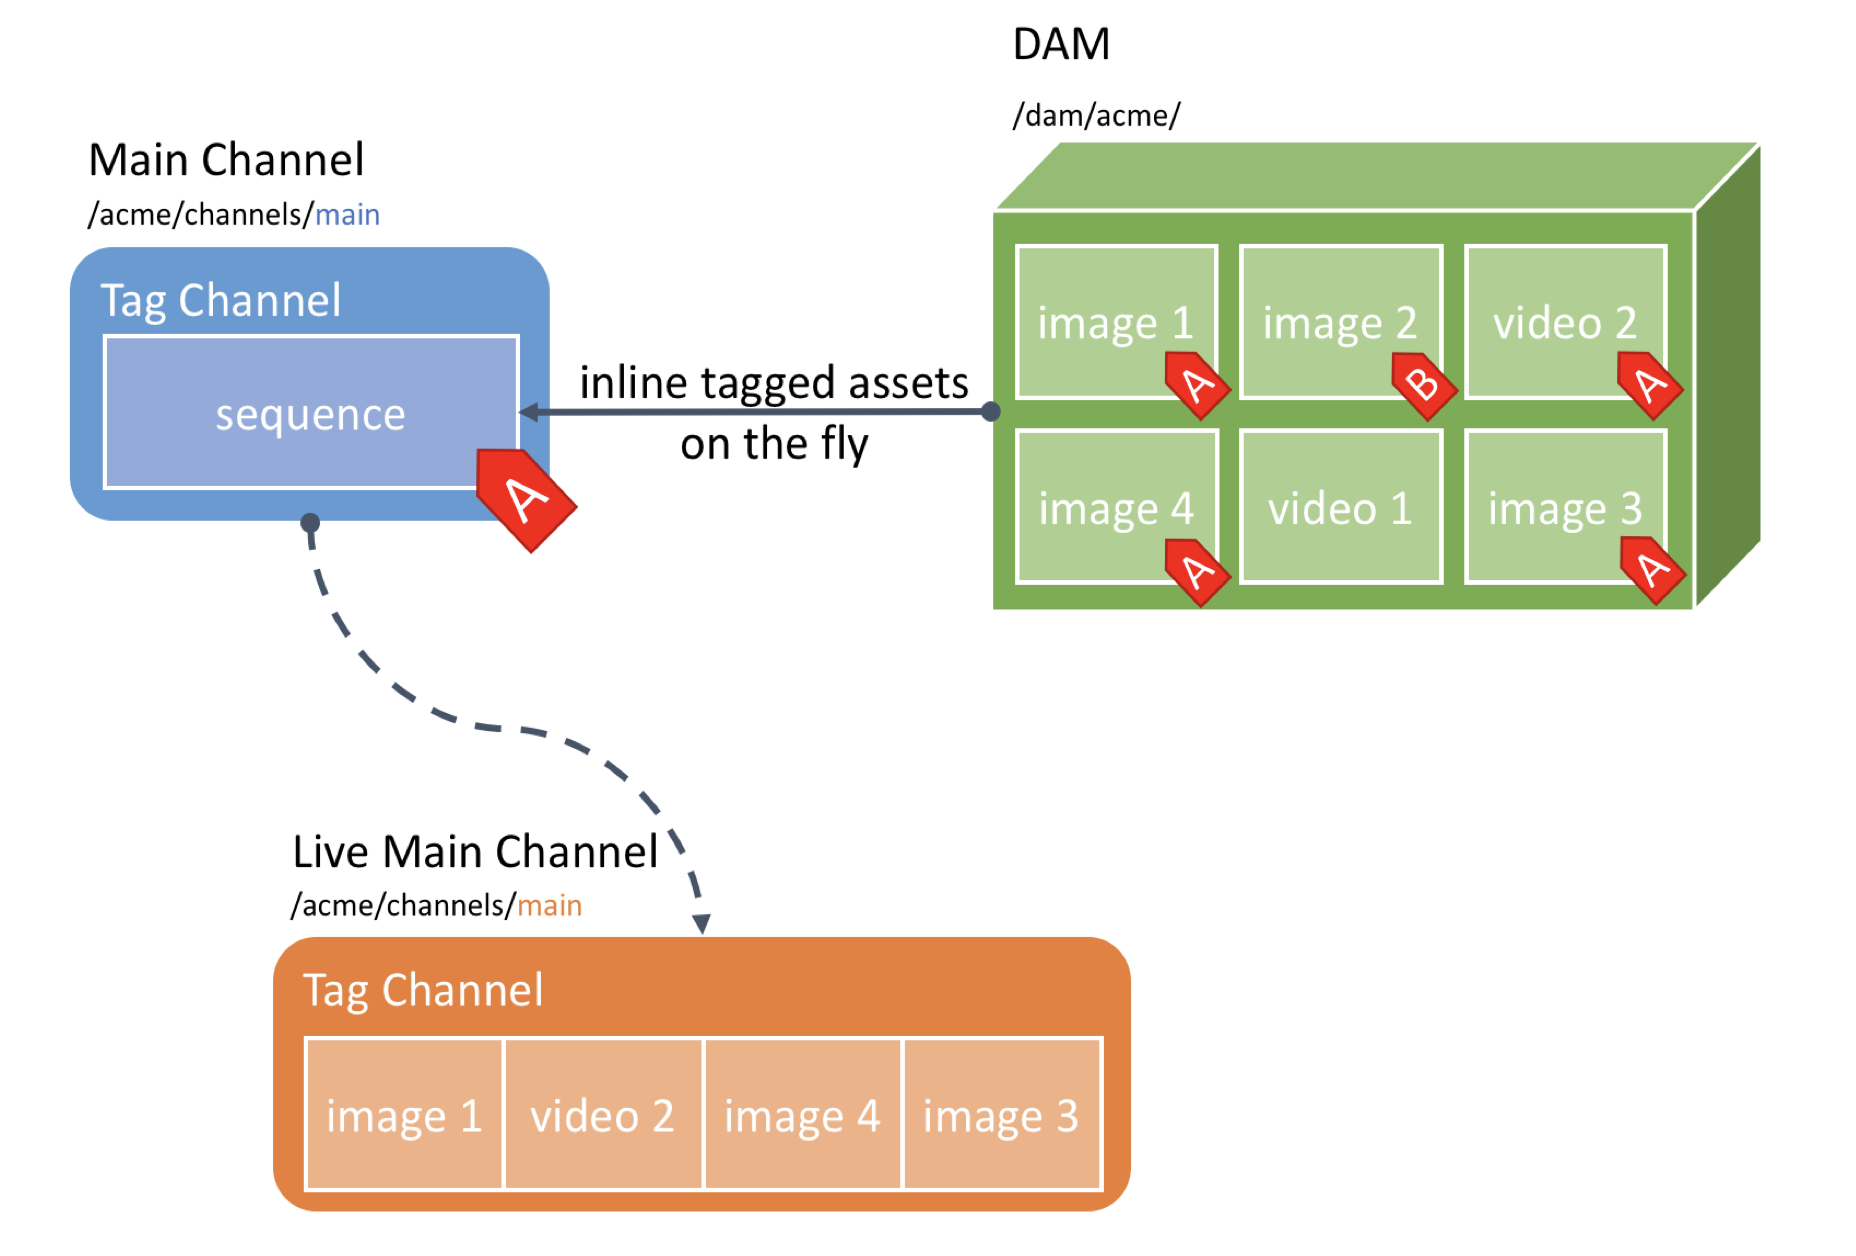 DAM
/dam/acme/
Main Channel
/acme/channels/main
Tag Channel
sequence
A
inline tagged assets
on the fly
image 1
A
image 2
B
video 2
A
image 4
A
video 1
image 3
A
Live Main Channel
/acme/channels/main
Tag Channel
image 1
video 2
image 4
image 3